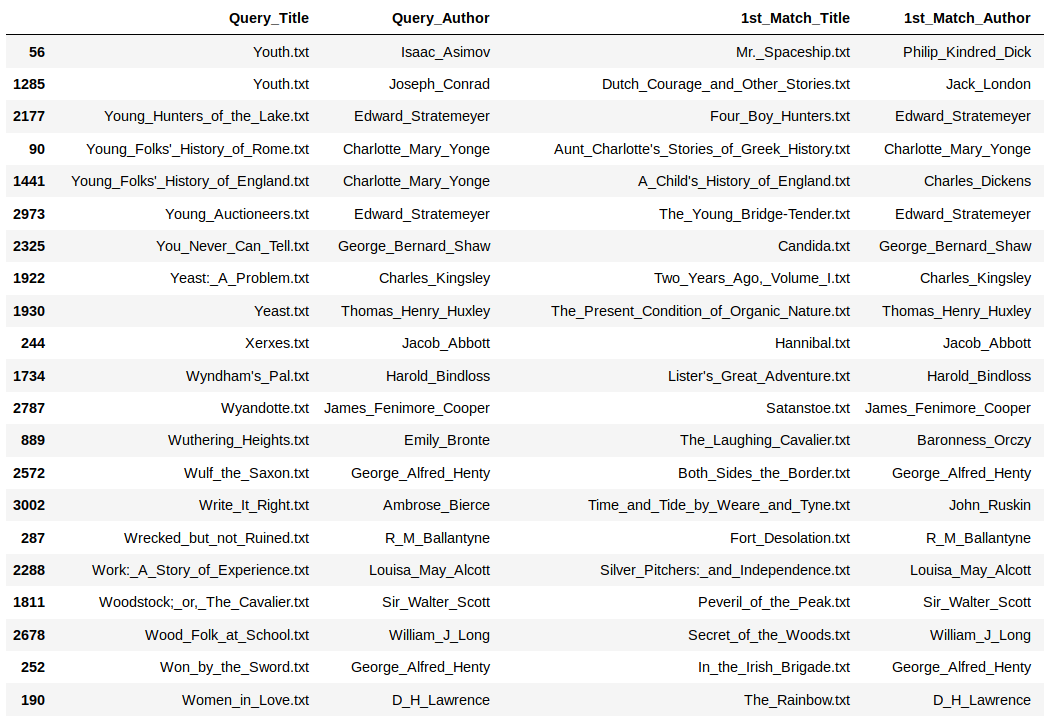 Query_Title Query_Author 1st_Match_Title 1st_Match_Author
56 Youth.txt Isaac_Asimov Mr._Spaceship.txt Philip_Kindred_Dick
1285 Youth.txt Joseph_Conrad Dutch_Courage_and_Other_Stories.txt Jack_London
2177 Young_Hunters_of_the_Lake.txt Edward_Stratemeyer Four_Boy_Hunters.txt Edward_Stratemeyer
90 Young_Folks'_History_of_Rome.txt Charlotte_Mary_Yonge Aunt_Charlotte's_Stories_of_Greek_History.txt Charlotte_Mary_Yonge
1441 Young_Folks'_History_of_England.txt Charlotte_Mary_Yonge A_Child's_History_of_England.txt Charles_Dickens
2973 Young_Auctioneers.txt Edward_Stratemeyer The_Young_Bridge-Tender.txt Edward_Stratemeyer
2325 You_Never_Can_Tell.txt George_Bernard_Shaw Candida.txt George_Bernard_Shaw
1922 Yeast:_A_Problem.txt Charles_Kingsley Two_Years_Ago,_Volume_I.txt Charles_Kingsley
1930 Yeast.txt Thomas_Henry_Huxley The_Present_Condition_of_Organic_Nature.txt Thomas_Henry_Huxley
244 Xerxes.txt Jacob_Abbott Hannibal.txt Jacob_Abbott
1734 Wyndham's_Pal.txt Harold_Bindloss Lister's_Great_Adventure.txt Harold_Bindloss
2787 Wyandotte.txt James_Fenimore_Cooper Satanstoe.txt James_Fenimore_Cooper
889 Wuthering_Heights.txt Emily_Bronte The_Laughing_Cavalier.txt Baronness_Orczy
2572 Wulf_the_Saxon.txt George_Alfred_Henty Both_Sides_the_Border.txt George_Alfred_Henty
3002 Write_It_Right.txt Ambrose_Bierce Time_and_Tide_by_Weare_and_Tyne.txt John_Ruskin
287 Wrecked_but_not_Ruined.txt R_M_Ballantyne Fort_Desolation.txt R_M_Ballantyne
2288 Work:_A_Story_of_Experience.txt Louisa_May_Alcott Silver_Pitchers:_and_Independence.txt Louisa_May_Alcott
1811 Woodstock;_or,_The_Cavalier.txt Sir_Walter_Scott Peveril_of_the_Peak.txt Sir_Walter_Scott
2678 Wood_Folk_at_School.txt William_J_Long Secret_of_the_Woods.txt William_J_Long
252 Won_by_the_Sword.txt George_Alfred_Henty In_the_Irish_Brigade.txt George_Alfred_Henty
190 Women_in_Love.txt D_H_Lawrence The_Rainbow.txt D_H_Lawrence